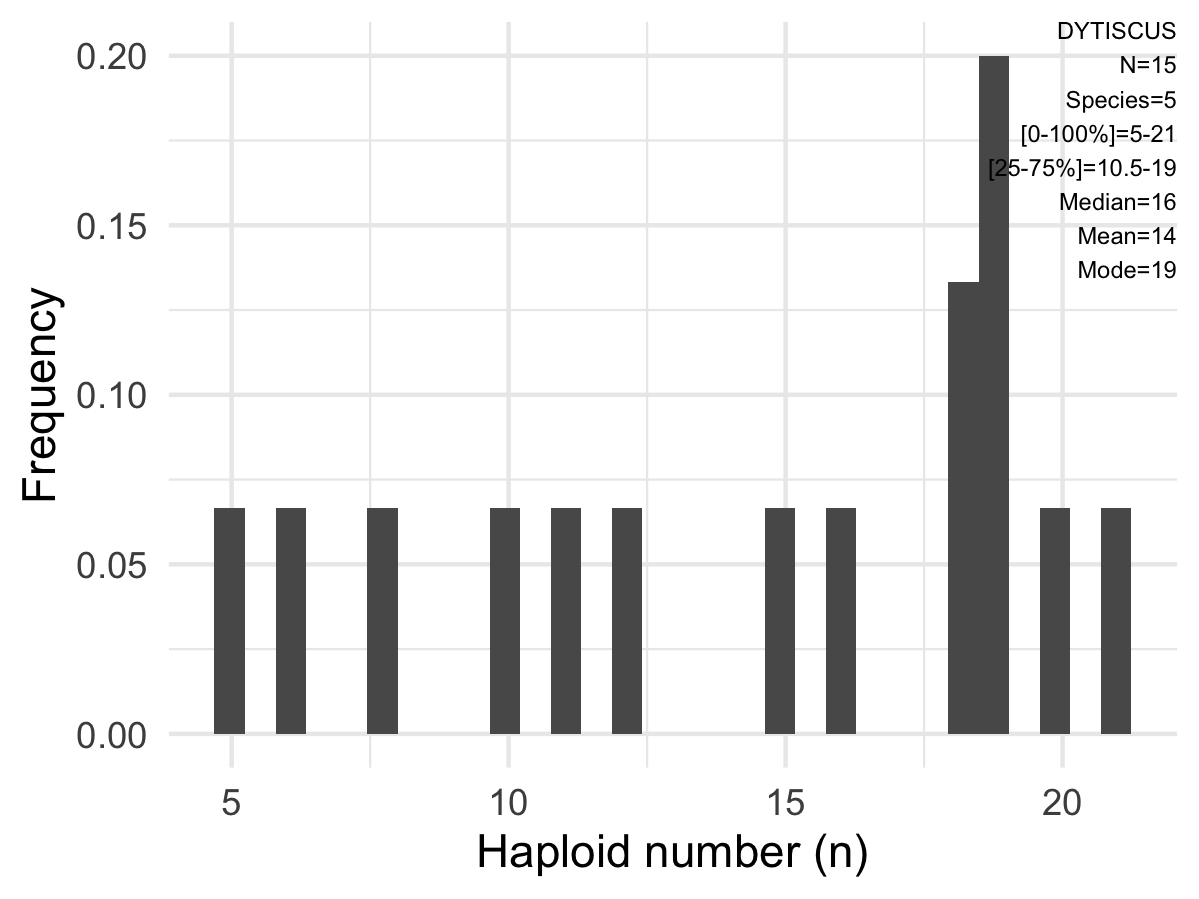 DYTISCUS
N=15
Species=5
[0-100%]=5-21
[25-75%]=10.5-19
Median=16
Mean=14
Mode=19
0.20
0.15
0.10
0.05
0.00
Frequency
5 10 15 20
Haploid number (n)